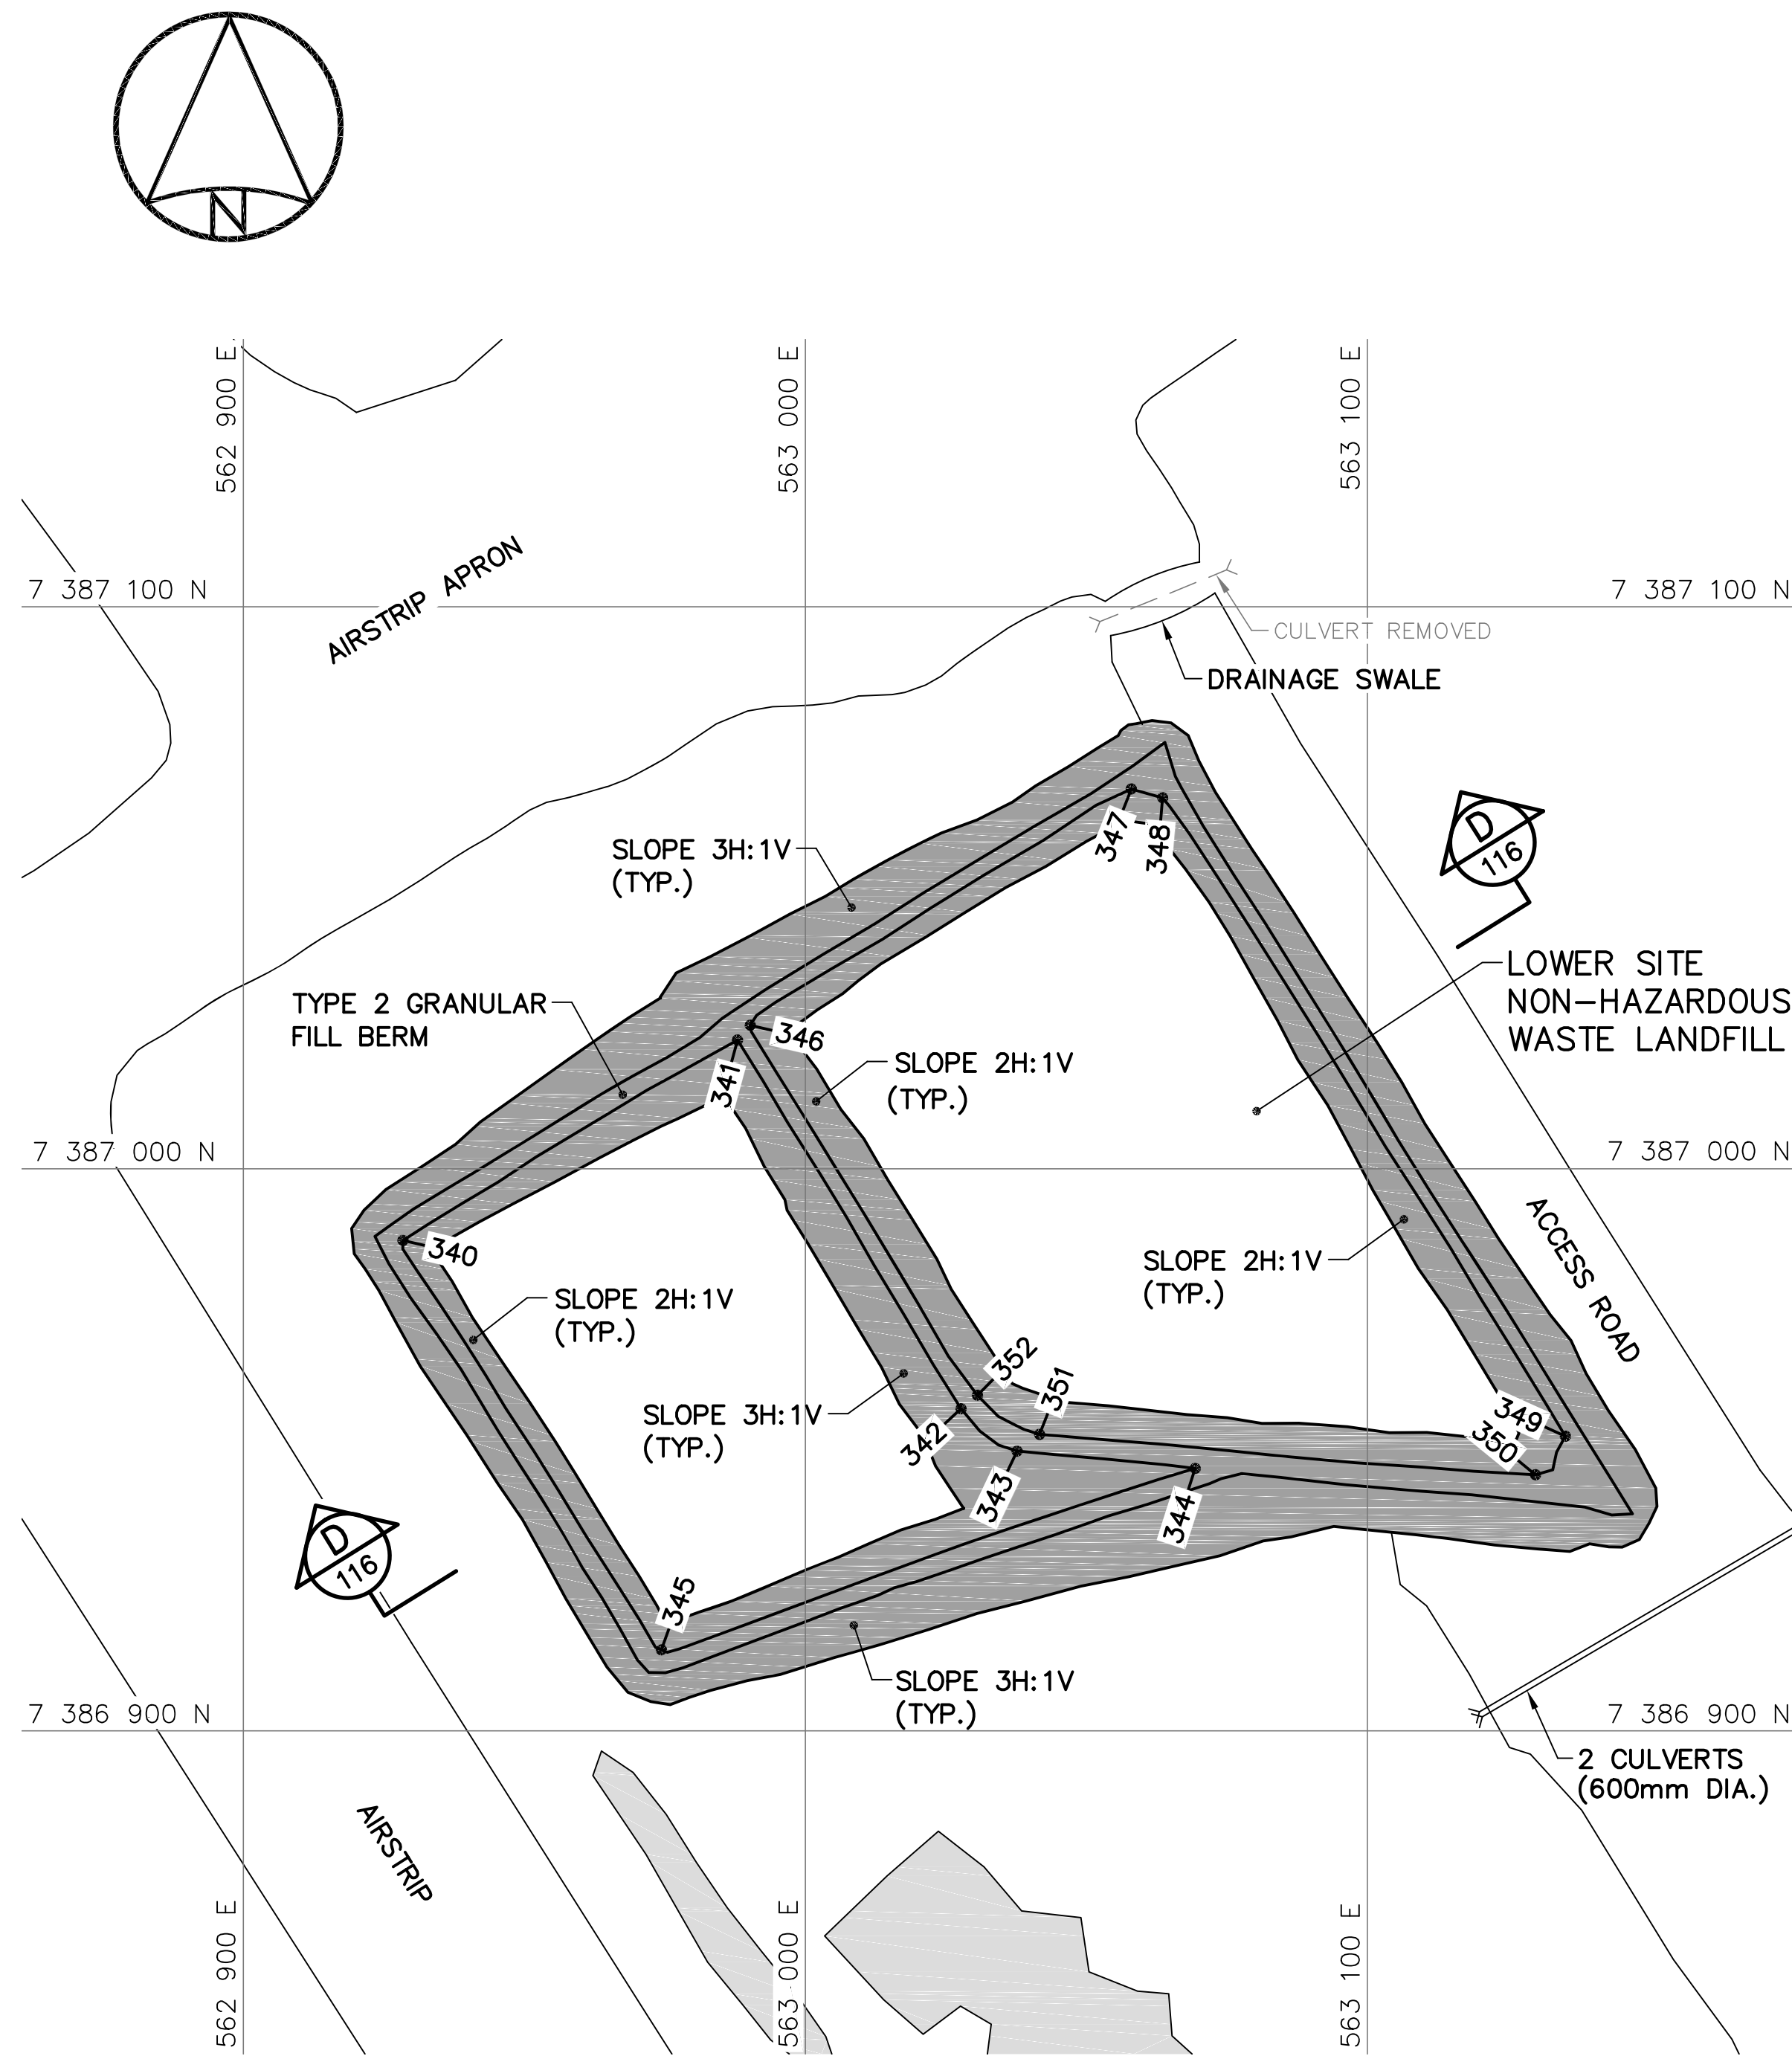 N
562 900 E
563 000 E
563 100 E
AIRSTRIP APRON
7 387 100 N
7 387 100 N
CULVERT REMOVED
DRAINAGE SWALE
347
348
SLOPE 3H:1V
(TYP.)
D
116
LOWER SITE
NON-HAZARDOUS
WASTE LANDFILL
TYPE 2 GRANULAR
FILL BERM
346
341
SLOPE 2H:1V
(TYP.)
7 387 000 N
7 387 000 N
340
ACCESS ROAD
SLOPE 2H:1V
(TYP.)
SLOPE 2H:1V
(TYP.)
352
351
SLOPE 3H:1V
(TYP.)
349
350
342
343
344
D
116
345
SLOPE 3H:1V
(TYP.)
7 386 900 N
7 386 900 N
2 CULVERTS
(600mm DIA.)
AIRSTRIP
562 900 E
563 000 E
563 100 E